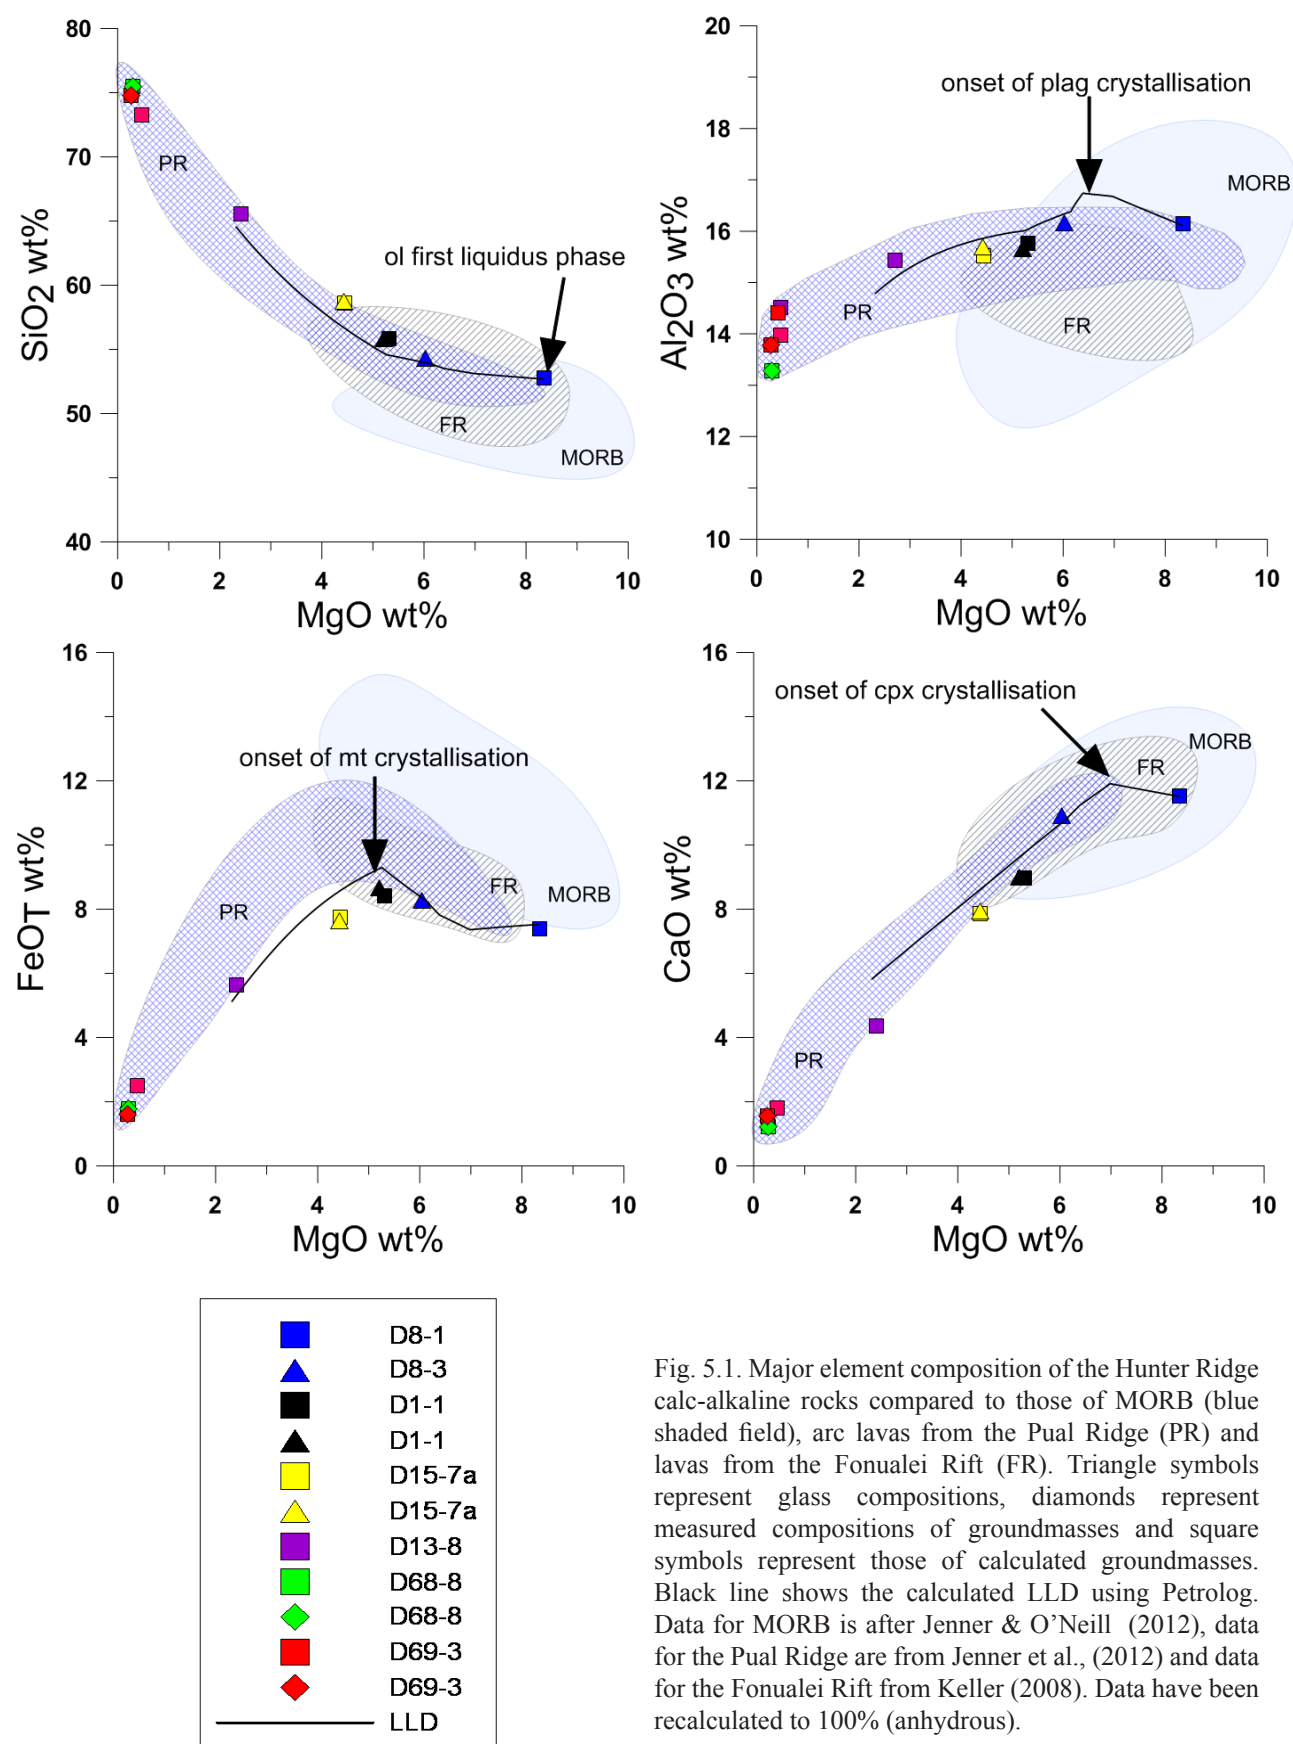 80
70
60
50
40
SiO2 wt%
PR
ol first liquidus phase
FR
MORB
0 2 4 6 8 10
MgO wt%
20
18
16
14
12
10
Al2O3 wt%
onset of plag crystallisation
MORB
PR
FR
0 2 4 6 8 10
MgO wt%
16
12
8
4
0
FeOT wt%
onset of mt crystallisation
PR
FR
MORB
0 2 4 6 8 10
MgO wt%
16
12
8
4
0
CaO wt%
onset of cpx crystallisation
MORB
FR
PR
0 2 4 6 8 10
MgO wt%
D8-1
D8-3
D1-1
D1-1
D15-7a
D15-7a
D13-8
D68-8
D68-8
D69-3
D69-3
LLD
Fig. 5.1. Major element composition of the Hunter Ridge
calc-alkaline rocks compared to those of MORB (blue
shaded field), arc lavas from the Pual Ridge (PR) and
lavas from the Fonualei Rift (FR). Triangle symbols
represent glass compositions, diamonds represent
measured compositions of groundmasses and square
symbols represent those of calculated groundmasses.
Black line shows the calculated LLD using Petrolog.
Data for MORB is after Jenner & O’Neill (2012), data
for the Pual Ridge are from Jenner et al., (2012) and data
for the Fonualei Rift from Keller (2008). Data have been
recalculated to 100% (anhydrous).